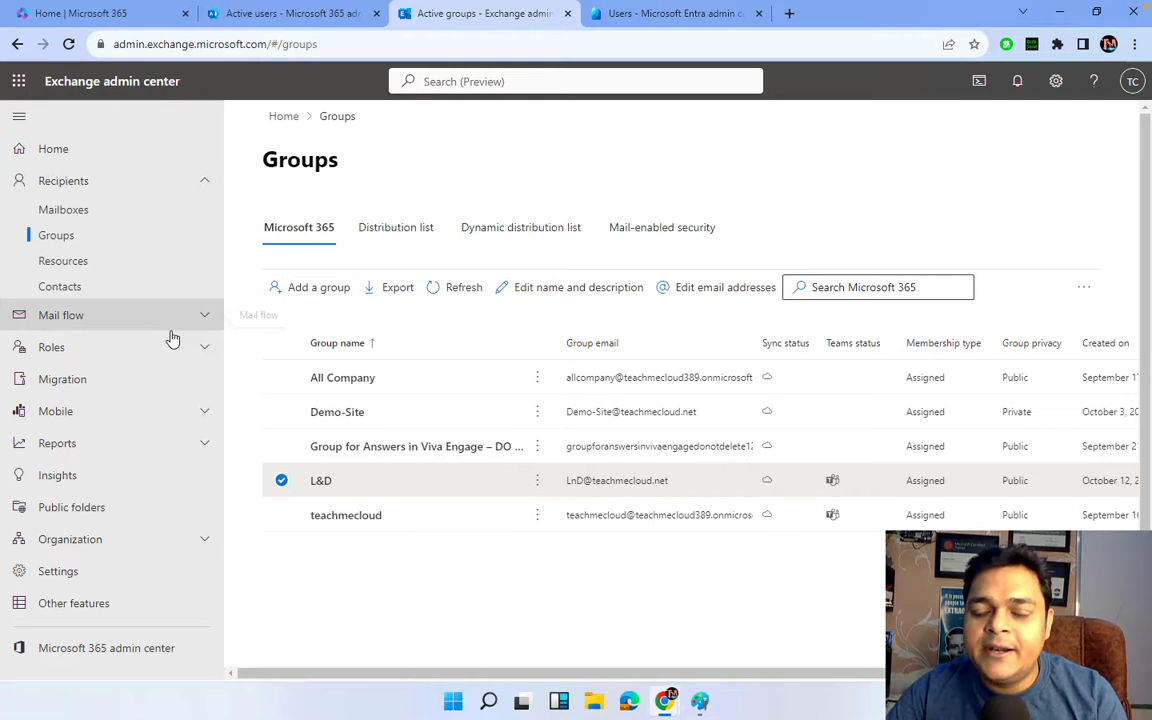 Home | Microsoft 365
Active users - Microsoft 365 ad
Active groups - Exchange admin
Users - Microsoft Entra admin c
admin.exchange.microsoft.com/#/groups
Exchange admin center
Search (Preview)
TC
Home
Recipients
Mailboxes
Groups
Resources
Contacts
Mail flow
Mail flow
Roles
Migration
Mobile
Reports
Insights
Public folders
Organization
Settings
Other features
Microsoft 365 admin center
Home > Groups
Groups
Microsoft 365 Distribution list Dynamic distribution list Mail-enabled security
Add a group Export Refresh Edit name and description Edit email addresses Search Microsoft 365
Group name ↑ Group email Sync status Teams status Membership type Group privacy Created on
All Company allcompany@teachmecloud389.onmicrosoft Assigned Public September 1
Demo-Site Demo-Site@teachmecloud.net Assigned Private October 3, 20
Group for Answers in Viva Engage – DO ... groupforanswersinvivaengagedonotdelete12 Assigned Public September 2
L&D LnD@teachmecloud.net Assigned Public October 12, 2
teachmecloud teachmecloud@teachmecloud389.onmicros Assigned Public September 1